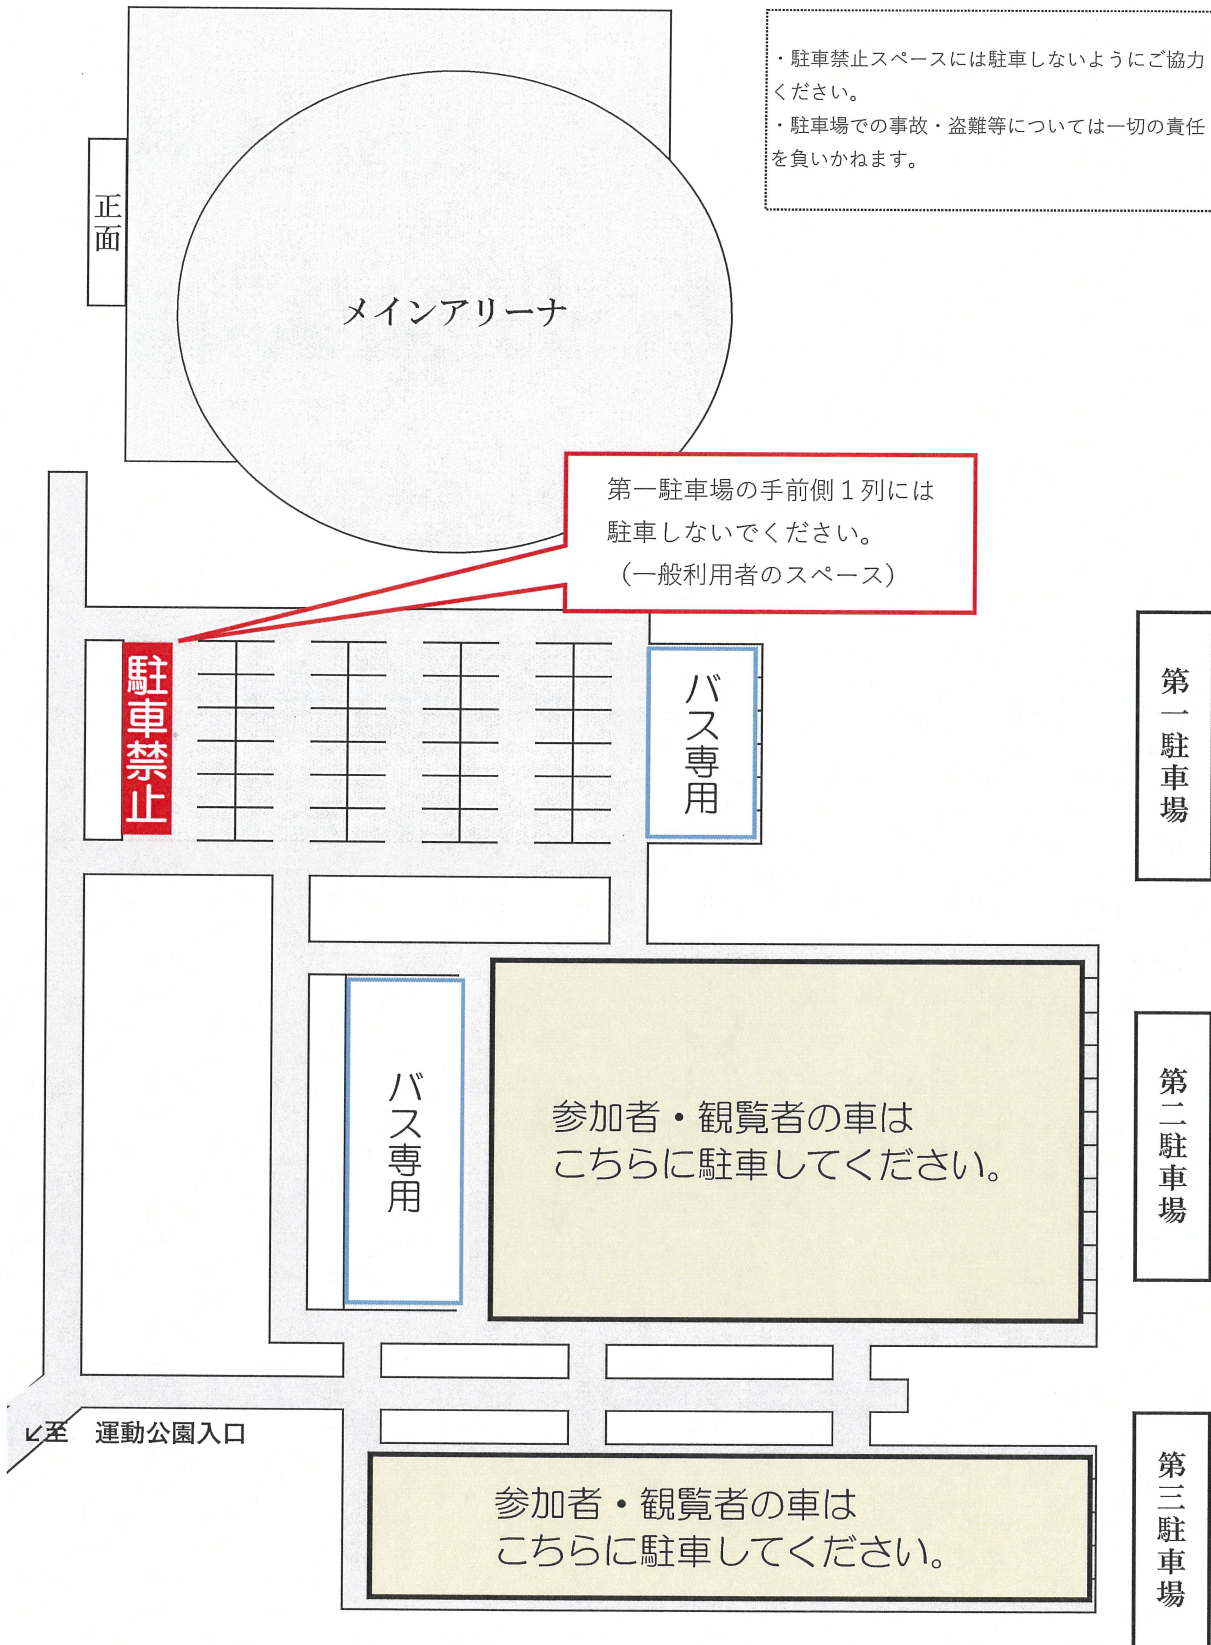 ・駐車禁止スペースには駐車しないようにご協力
ください。
・駐車場での事故・盗難等については一切の責任
を負いかねます。
正面
メインアリーナ
第一駐車場の手前側１列には
駐車しないでください。
（一般利用者のスペース）
駐車禁止
バス専用
第一駐車場
バス専用
参加者・観覧者の車は
こちらに駐車してください。
第二駐車場
↙至　運動公園入口
参加者・観覧者の車は
こちらに駐車してください。
第三駐車場